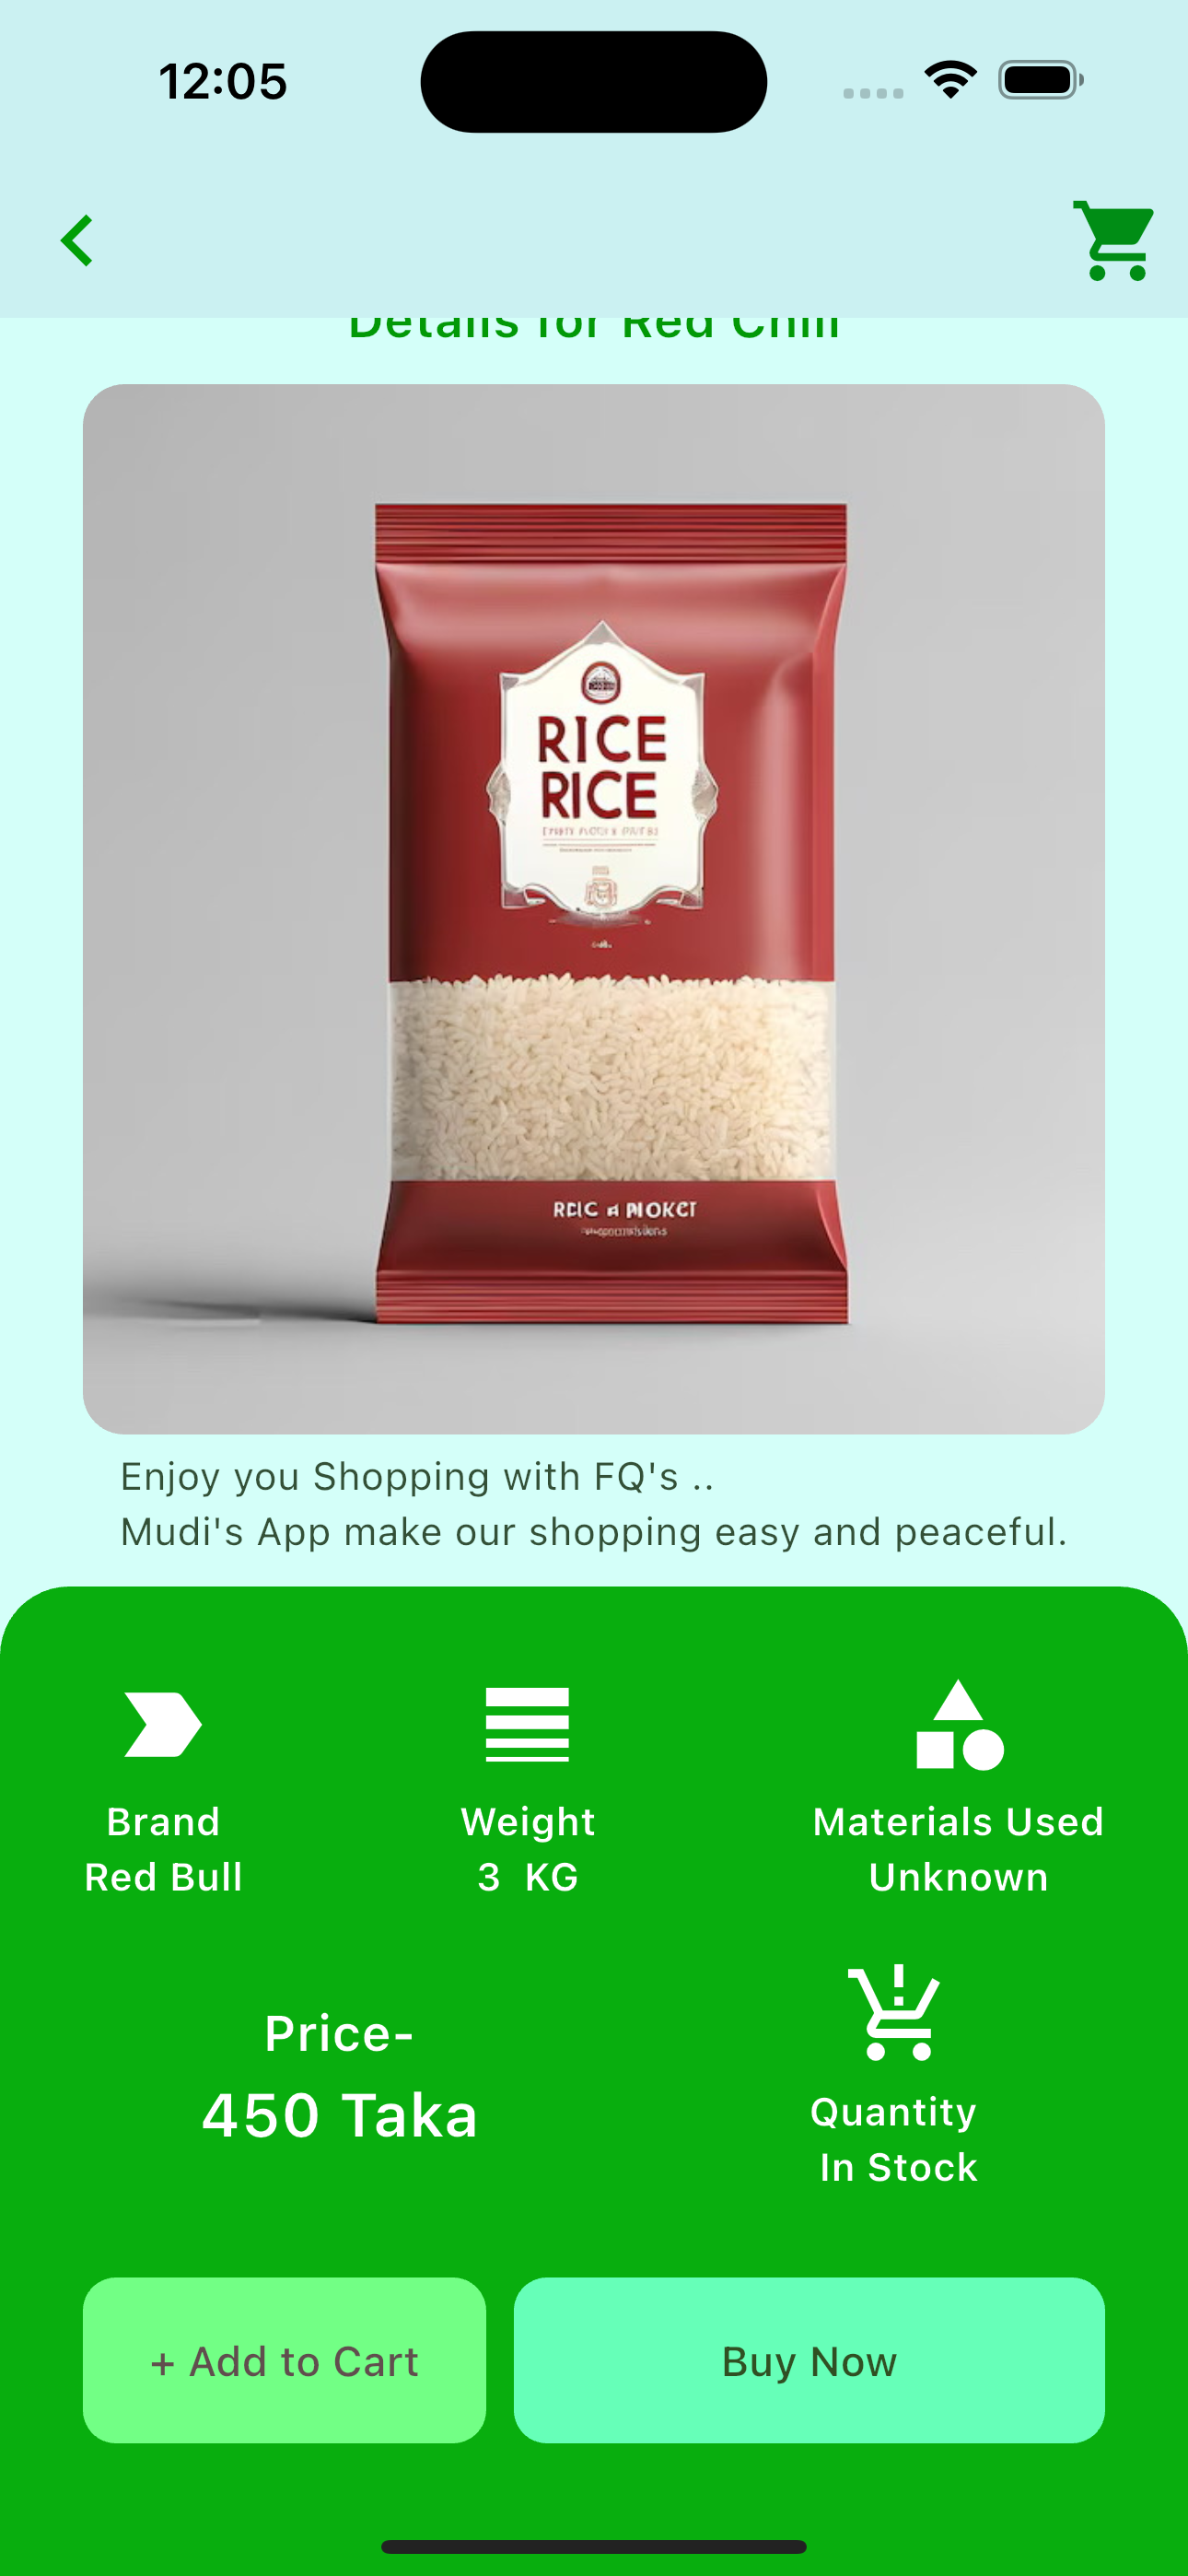 12:05
Details for Red Chili
RICE
RICE
Enjoy you Shopping with FQ's ..
Mudi's App make our shopping easy and peaceful.
Brand
Red Bull
Weight
3 KG
Materials Used
Unknown
Price-
450 Taka
Quantity
In Stock
+ Add to Cart
Buy Now